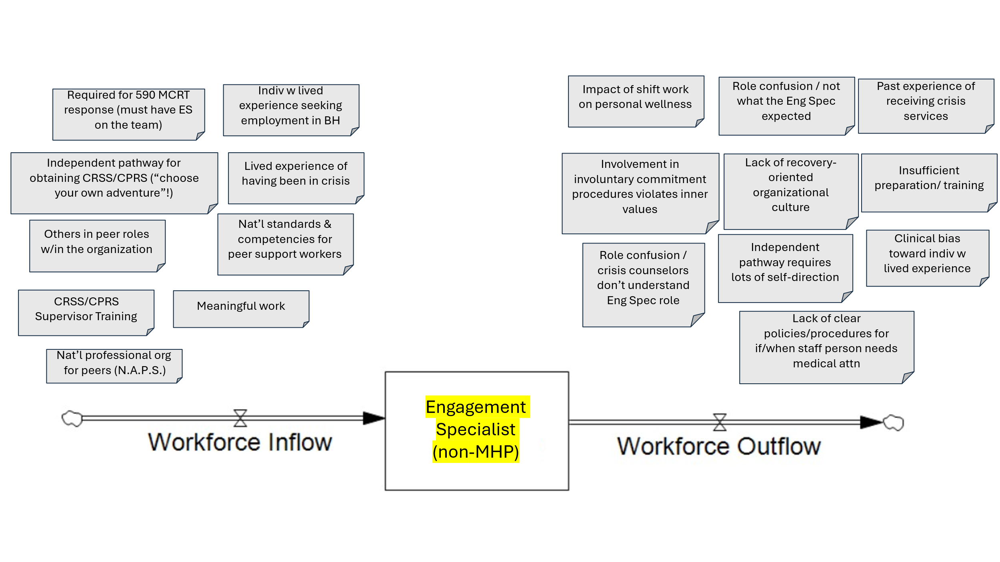 Required for 590 MCRT
response (must have ES
on the team)
Indiv w lived
experience seeking
employment in BH
Independent pathway for
obtaining CRSS/CPRS (“choose
your own adventure”!)
Lived experience of
having been in crisis
Others in peer roles
w/in the organization
Nat’l standards &
competencies for
peer support workers
CRSS/CPRS
Supervisor Training
Meaningful work
Nat’l professional org
for peers (N.A.P.S.)
Impact of shift work
on personal wellness
Role confusion / not
what the Eng Spec
expected
Past experience of
receiving crisis
services
Involvement in
involuntary commitment
procedures violates inner
values
Lack of recovery-
oriented
organizational
culture
Insufficient
preparation/ training
Role confusion /
crisis counselors
don’t understand
Eng Spec role
Independent
pathway requires
lots of self-direction
Clinical bias
toward indiv w
lived experience
Lack of clear
policies/procedures for
if/when staff person needs
medical attn
Workforce Inflow
Engagement
Specialist
(non-MHP)
Workforce Outflow